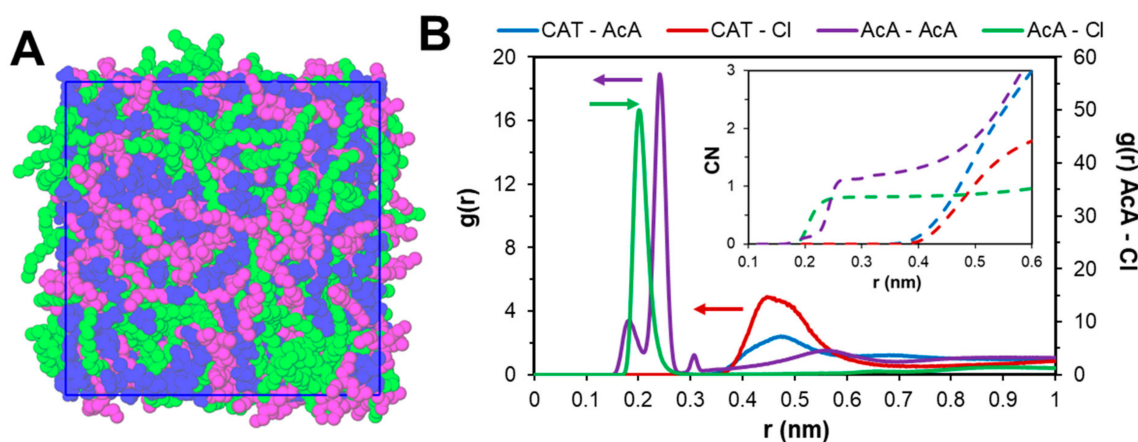 A
B
CAT - AcA CAT - Cl AcA - AcA AcA - Cl
20
16
12
8
4
0
g(r)
0 0.1 0.2 0.3 0.4 0.5 0.6 0.7 0.8 0.9 1
r (nm)
60
50
40
30
20
10
0
g(r) AcA - Cl
3
2
1
0
CN
0.1 0.2 0.3 0.4 0.5 0.6
r (nm)